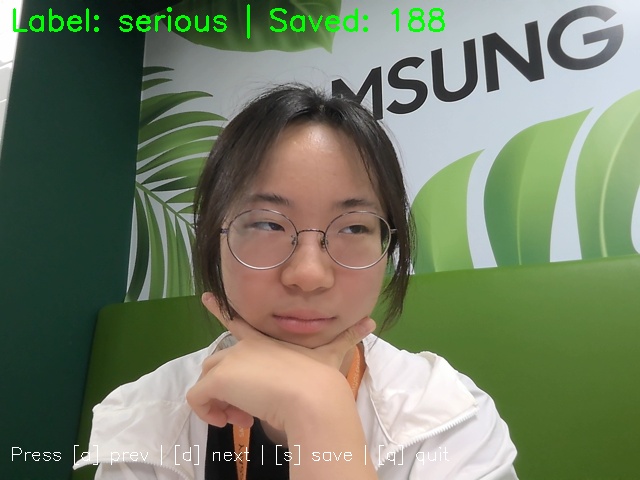 Label: serious | Saved: 188
MSUNG
Press [a] prev | [d] next | [s] save | [q] quit